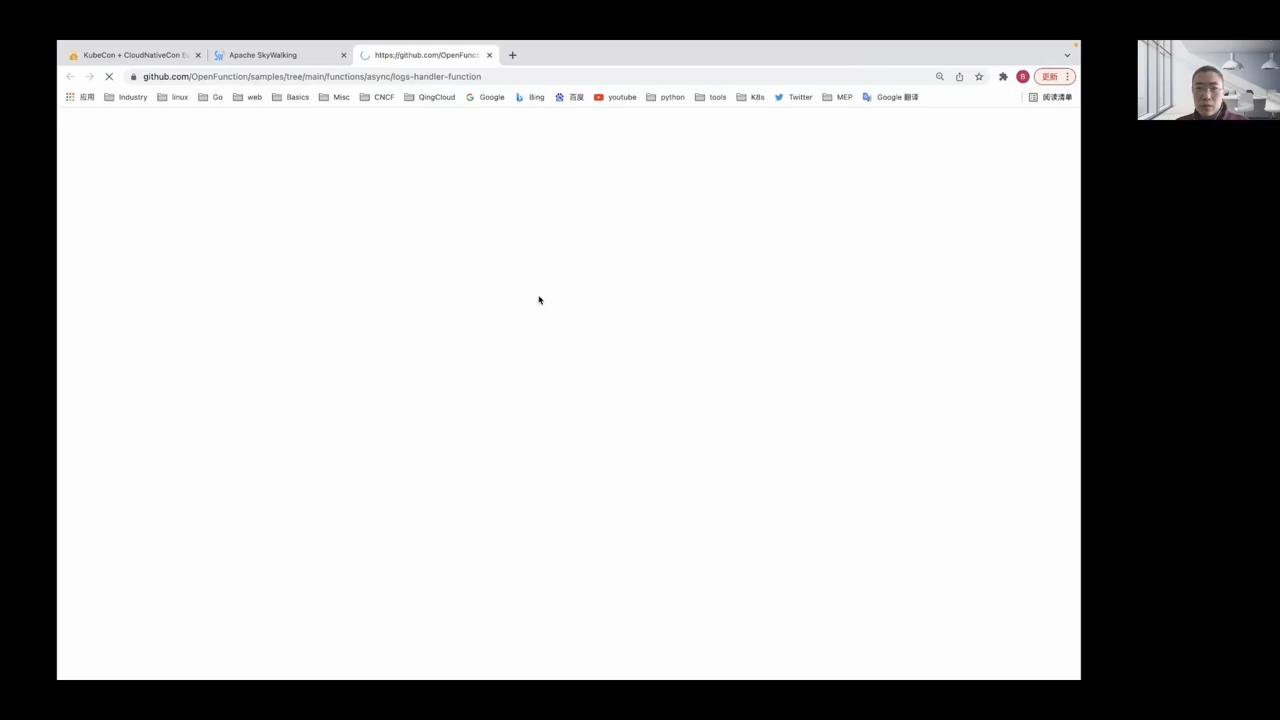 KubeCon + CloudNativeCon E
Apache SkyWalking
https://github.com/OpenFunc
github.com/OpenFunction/samples/tree/main/functions/async/logs-handler-function
B
更新
应用 Industry linux Go web Basics Misc CNCF QingCloud Google Bing 百度 youtube python tools K8s Twitter MEP Google 翻译 阅读清单